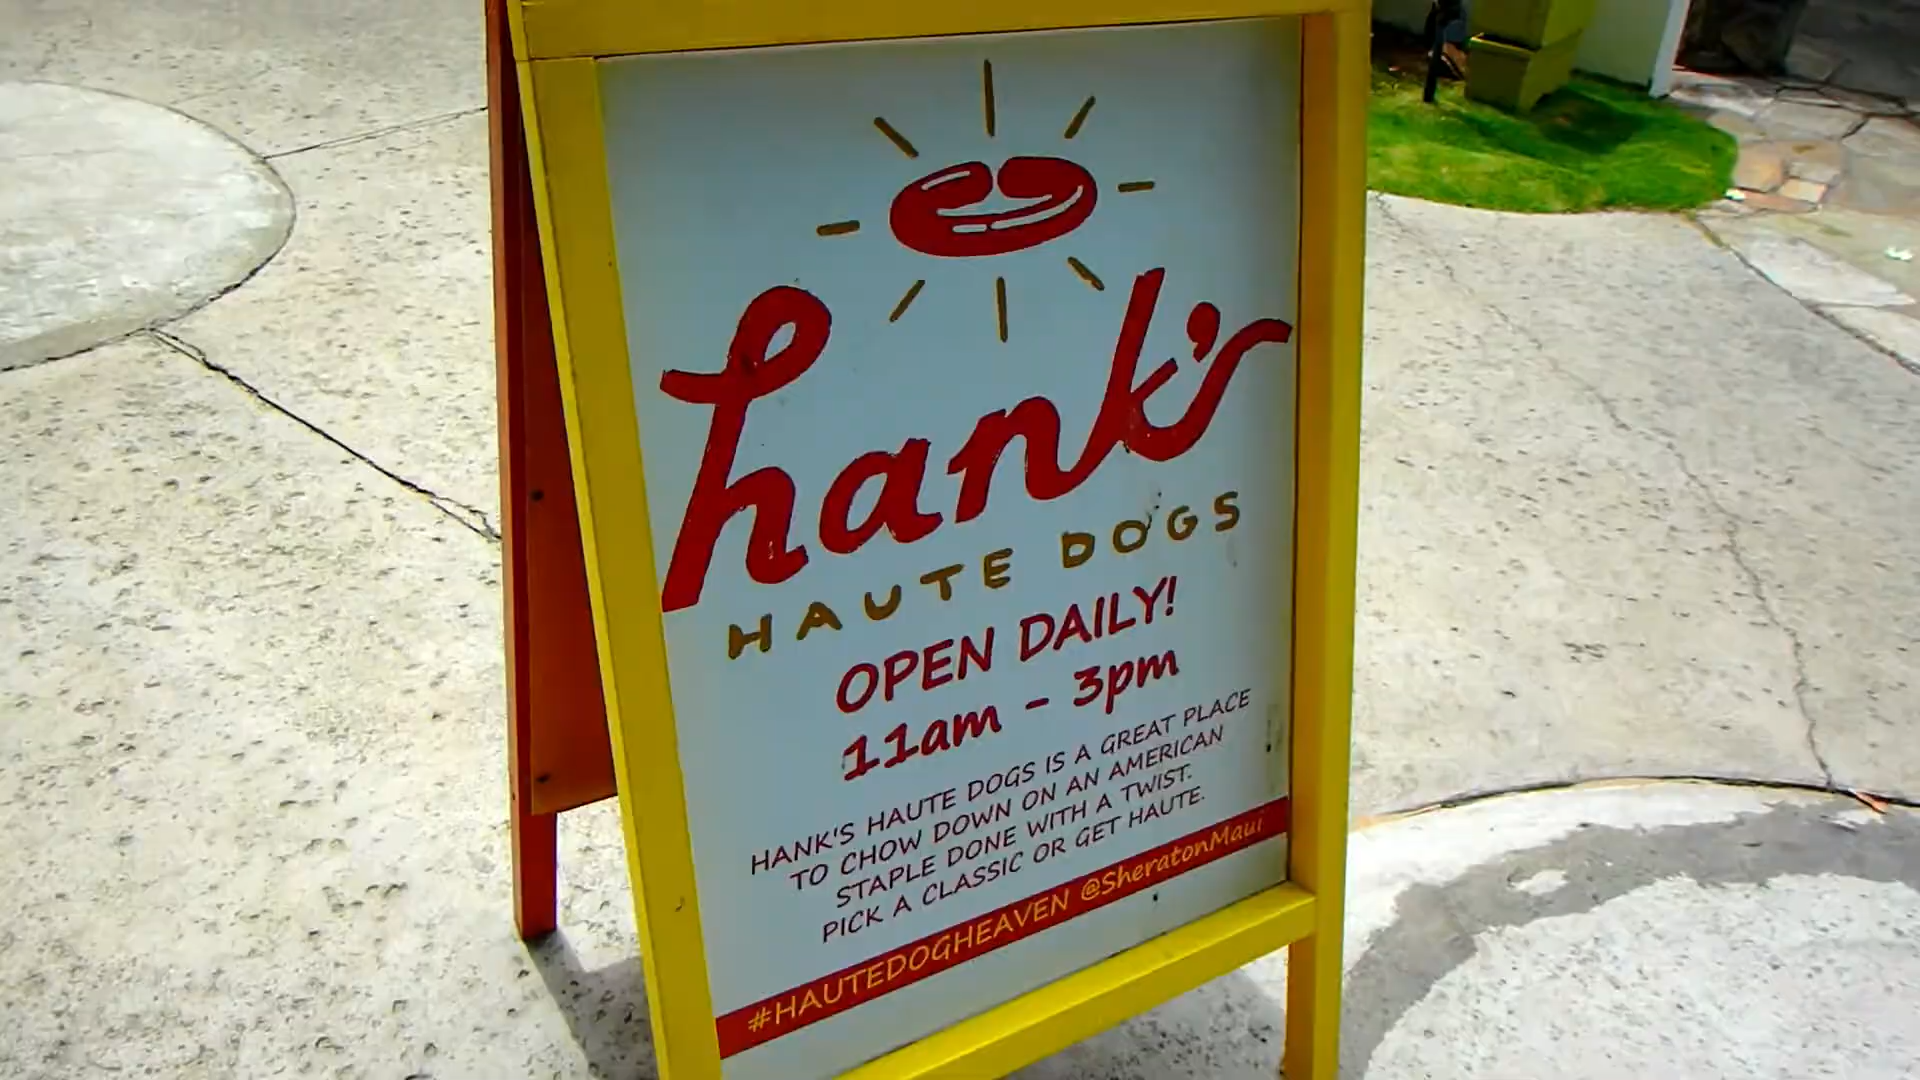 hank's
HAUTE DOGS
OPEN DAILY!
11am - 3pm
HANK'S HAUTE DOGS IS A GREAT PLACE
TO CHOW DOWN ON AN AMERICAN
STAPLE DONE WITH A TWIST.
PICK A CLASSIC OR GET HAUTE.
#HAUTEDOGHEAVEN @SheratonMaui